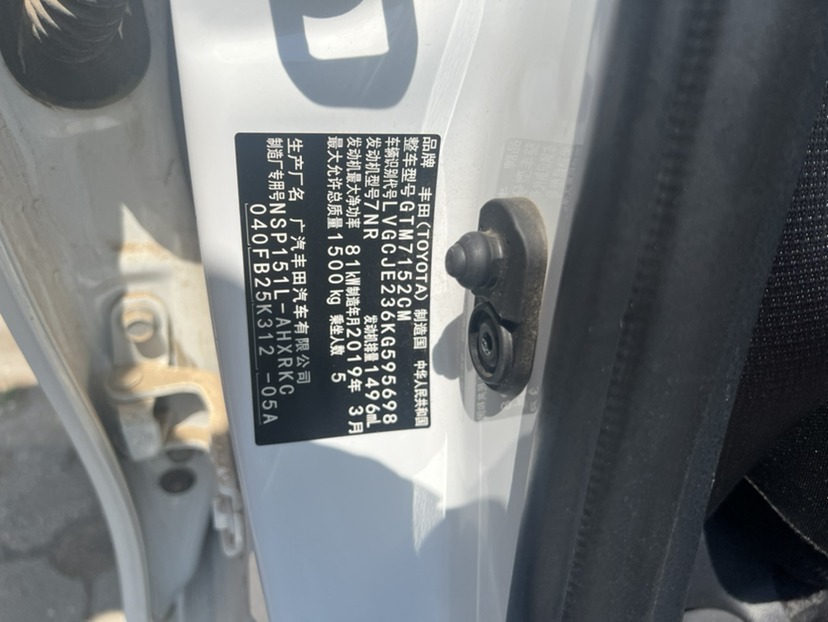 品牌 丰田(TOYOTA) 制造国 中华人民共和国
整车型号 GTM7152CM
车辆识别代号 LVGCJE236KG595698
发动机型号 7NR 发动机排量 1496mL
发动机最大净功率 81kW 制造年月 2019年 3月
最大允许总质量 1500kg 乘坐人数 5
生产厂名 广汽丰田汽车有限公司
制造厂专用号 NSP151L-AHXRKC
040FB25K312 -05A